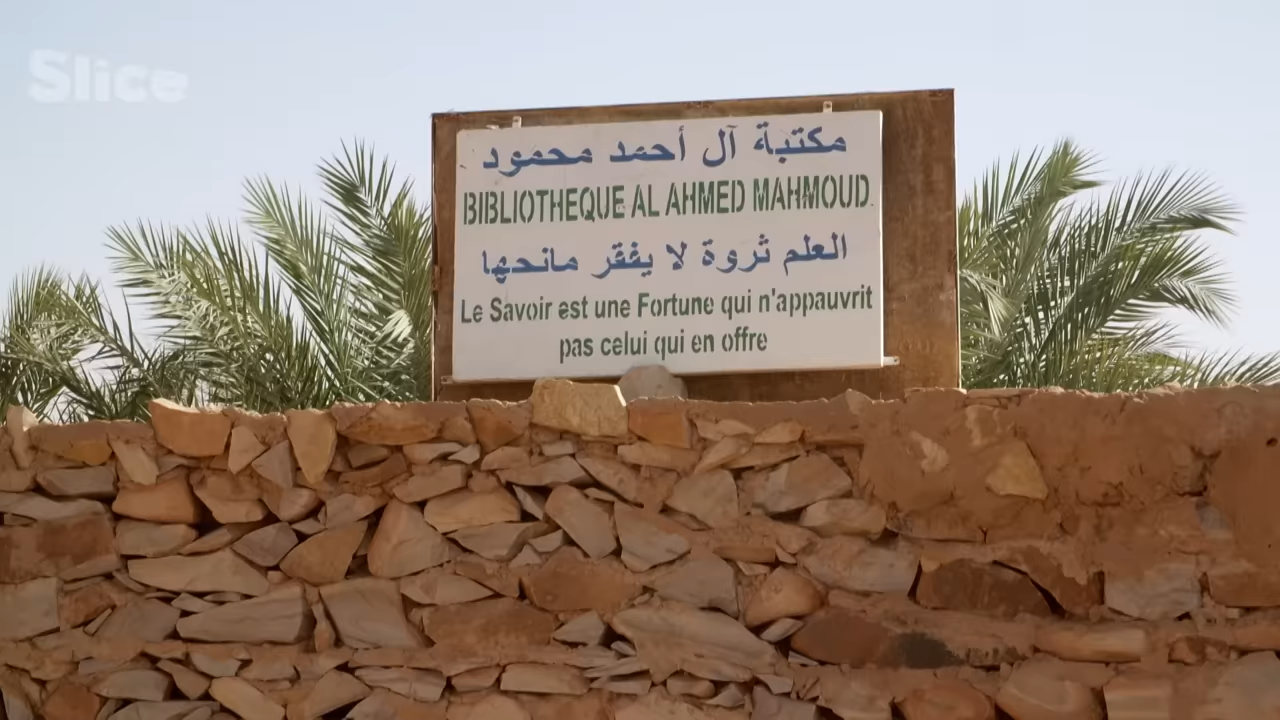 Slice
مكتبة آل أحمد محمود
BIBLIOTHEQUE AL AHMED MAHMOUD
العلم ثروة لا يفقر مانحها
Le Savoir est une Fortune qui n'appauvrit
pas celui qui en offre